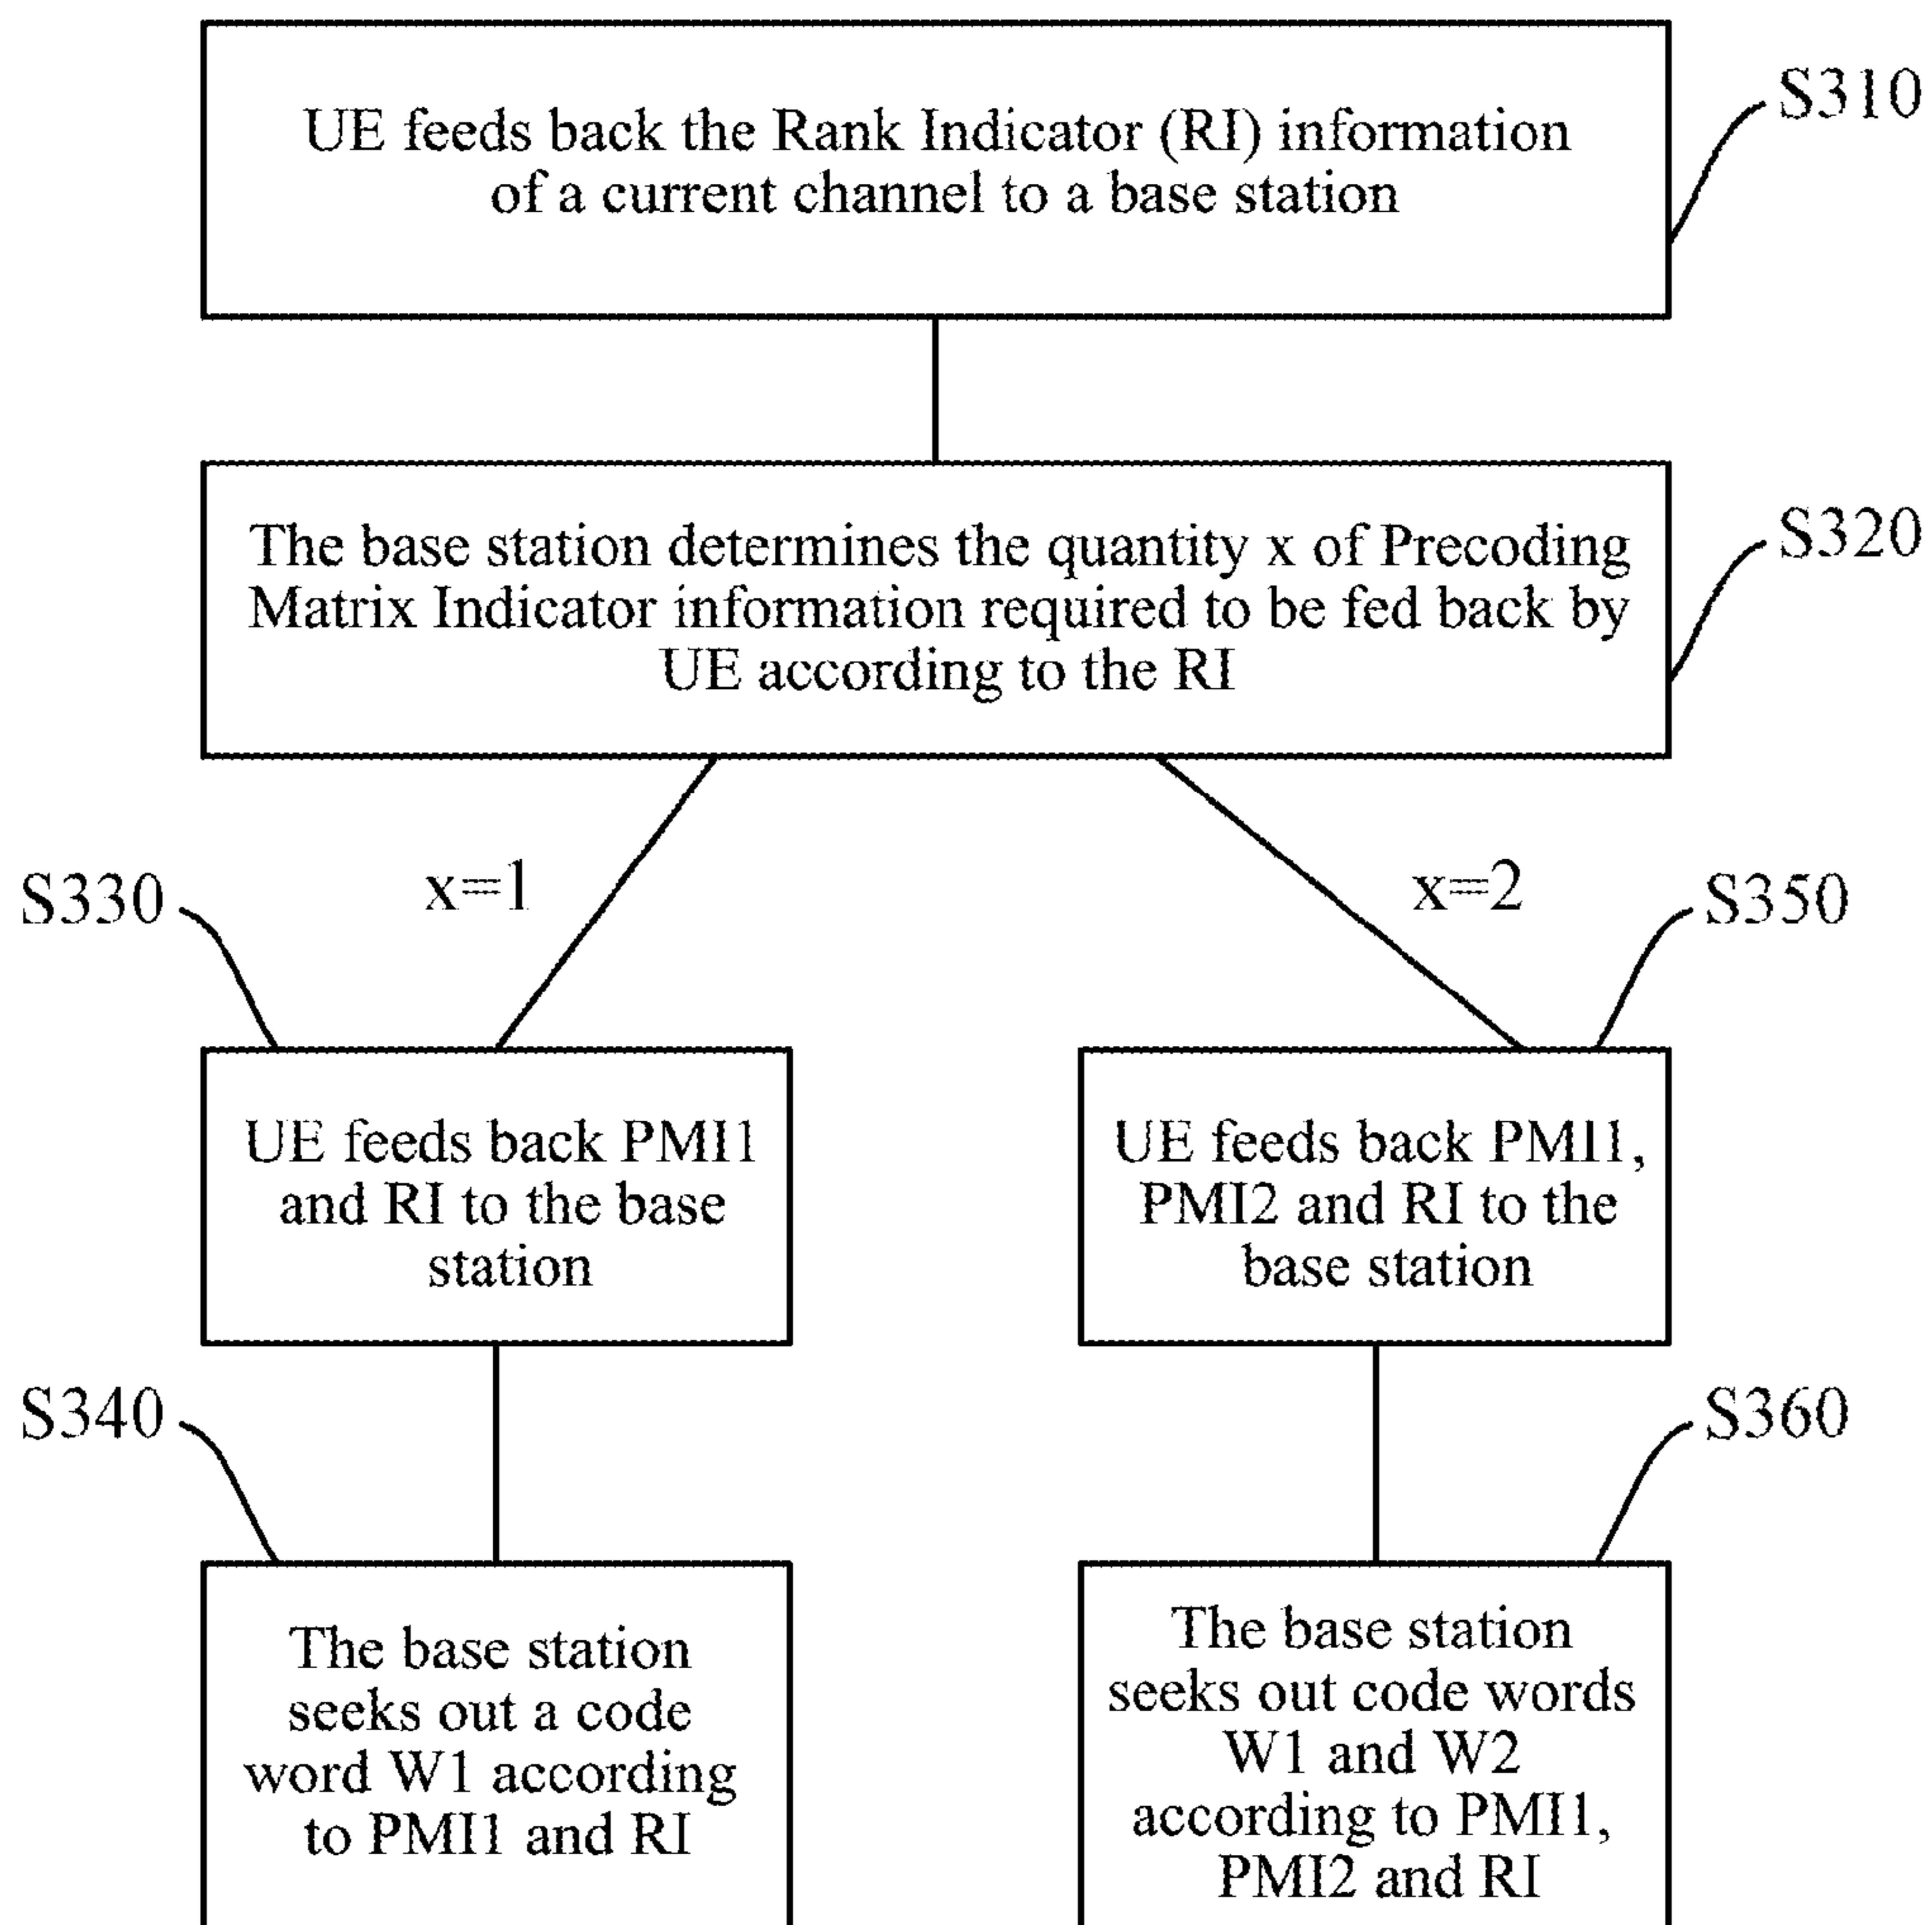 UE feeds back the Rank Indicator (RI) information
of a current channel to a base station
S310
The base station determines the quantity x of Precoding
Matrix Indicator information required to be fed back by
UE according to the RI
S320
x=1
x=2
S330
S350
UE feeds back PMI1
and RI to the base
station
UE feeds back PMI1,
PMI2 and RI to the
base station
S340
S360
The base station
seeks out a code
word W1 according
to PMI1 and RI
The base station
seeks out code words
W1 and W2
according to PMI1,
PMI2 and RI